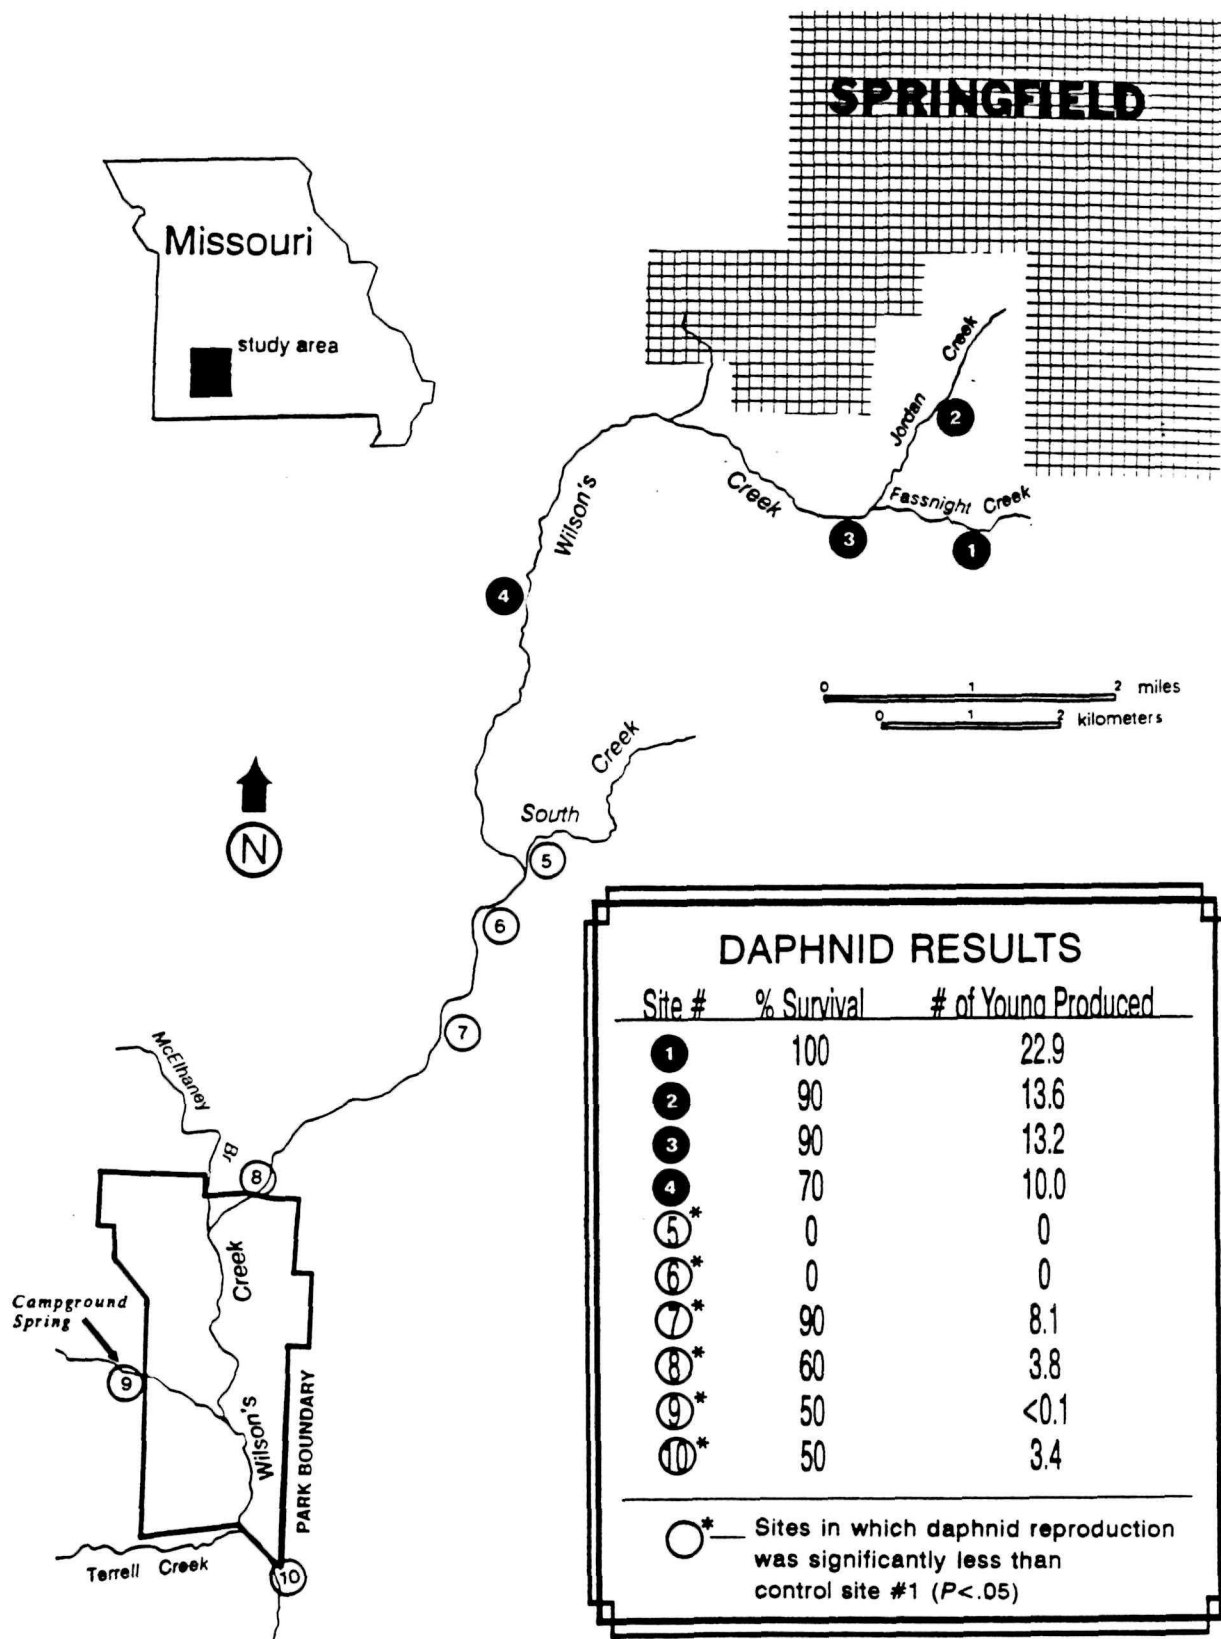 SPRINGFIELD
Missouri
study area
Jordan Creek
2
Fassnight Creek
Wilson's Creek
3
1
4
0 1 2 miles
0 1 2 kilometers
South Creek
N
5
6
7
McElhaney Br
8
Campground
Spring
9
Wilson's Creek
PARK BOUNDARY
Terrell Creek
10
DAPHNID RESULTS
Site # % Survival # of Young Produced
1 100 22.9
2 90 13.6
3 90 13.2
4 70 10.0
5* 0 0
6* 0 0
7* 90 8.1
8* 60 3.8
9* 50 <0.1
10* 50 3.4
*— Sites in which daphnid reproduction
was significantly less than
control site #1 (P<.05)